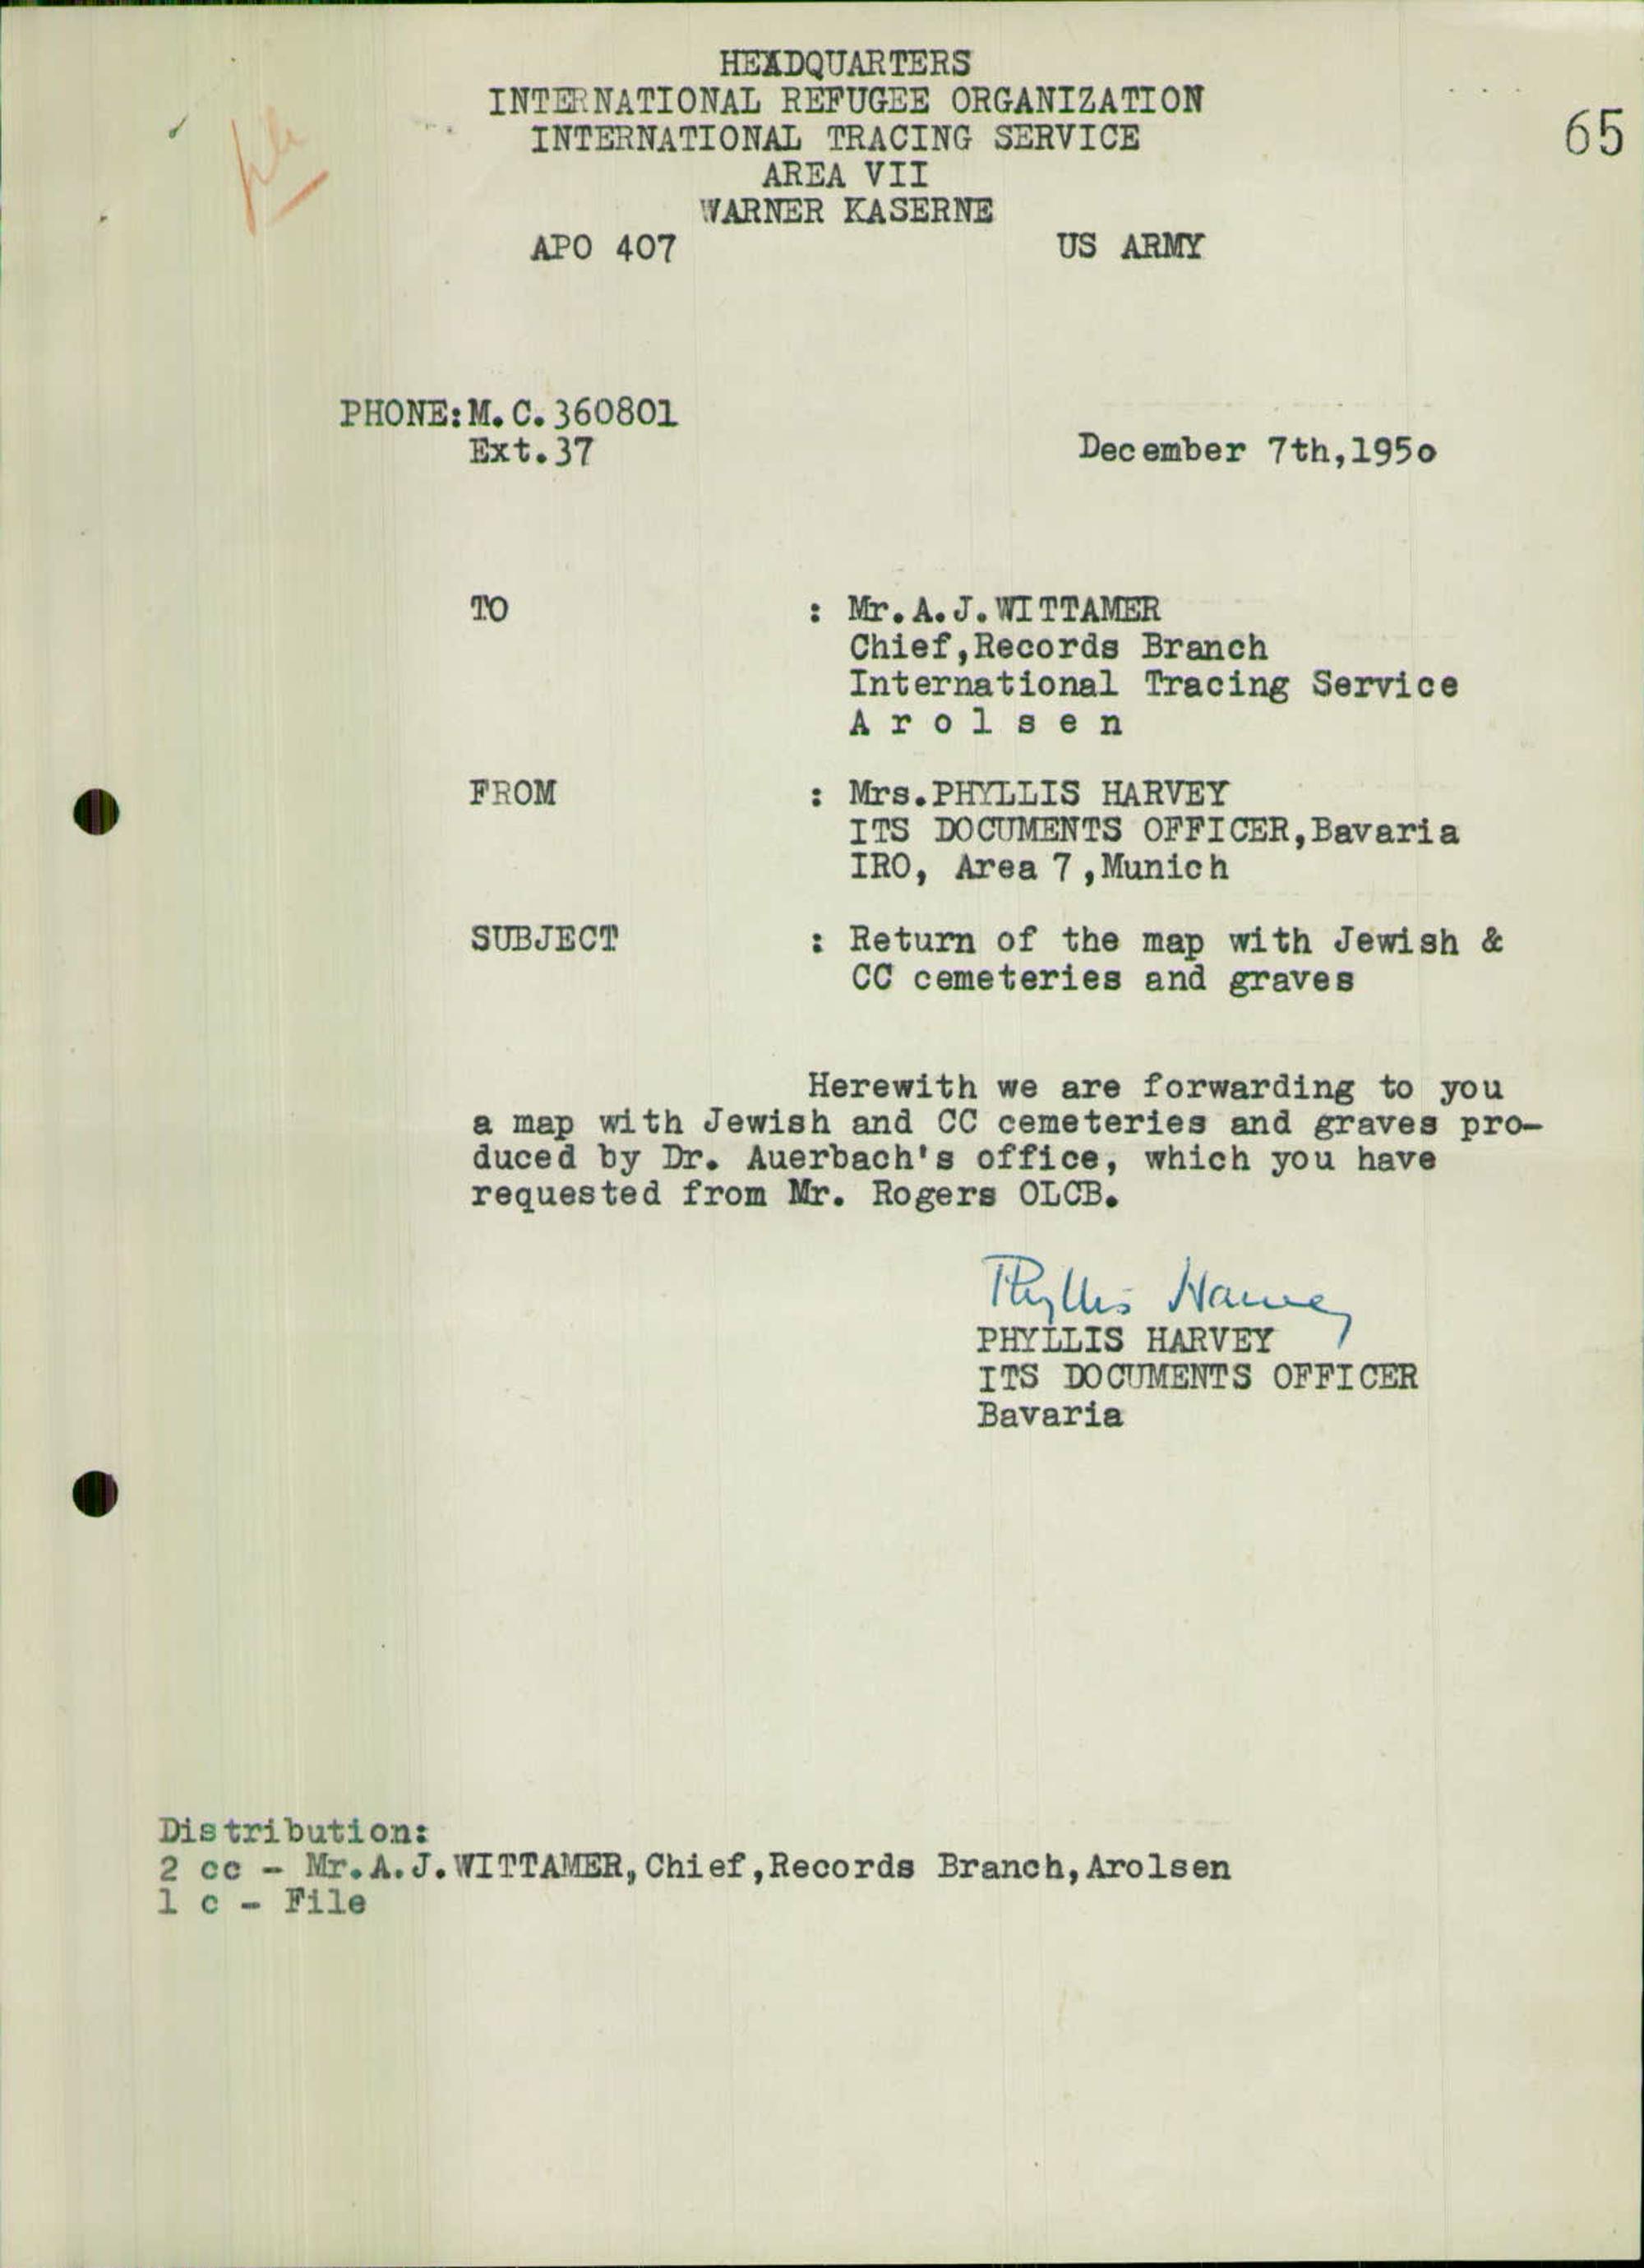 HEADQUARTERS
INTERNATIONAL REFUGEE ORGANIZATION
INTERNATIONAL TRACING SERVICE
AREA VII
WARNER KASERNE
APO 407 US ARMY
65
file
PHONE:M.C.360801
Ext.37 December 7th,1950
TO : Mr.A.J.WITTAMER
Chief,Records Branch
International Tracing Service
A r o l s e n
FROM : Mrs.PHYLLIS HARVEY
ITS DOCUMENTS OFFICER,Bavaria
IRO, Area 7,Munich
SUBJECT : Return of the map with Jewish &
CC cemeteries and graves
Herewith we are forwarding to you
a map with Jewish and CC cemeteries and graves pro-
duced by Dr. Auerbach's office, which you have
requested from Mr. Rogers OLCB.
Phyllis Harvey
PHYLLIS HARVEY
ITS DOCUMENTS OFFICER
Bavaria
Distribution:
2 cc - Mr.A.J.WITTAMER,Chief,Records Branch,Arolsen
1 c - File